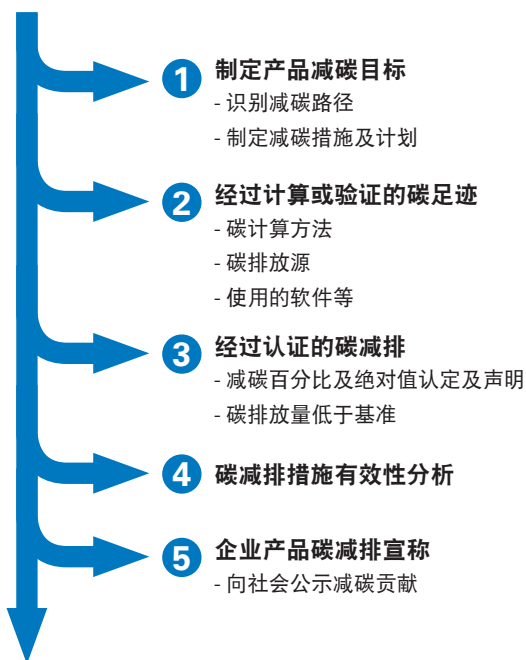 1 制定产品减碳目标
- 识别减碳路径
- 制定减碳措施及计划
2 经过计算或验证的碳足迹
- 碳计算方法
- 碳排放源
- 使用的软件等
3 经过认证的碳减排
- 减碳百分比及绝对值认定及声明
- 碳排放量低于基准
4 碳减排措施有效性分析
5 企业产品碳减排宣称
- 向社会公示减碳贡献